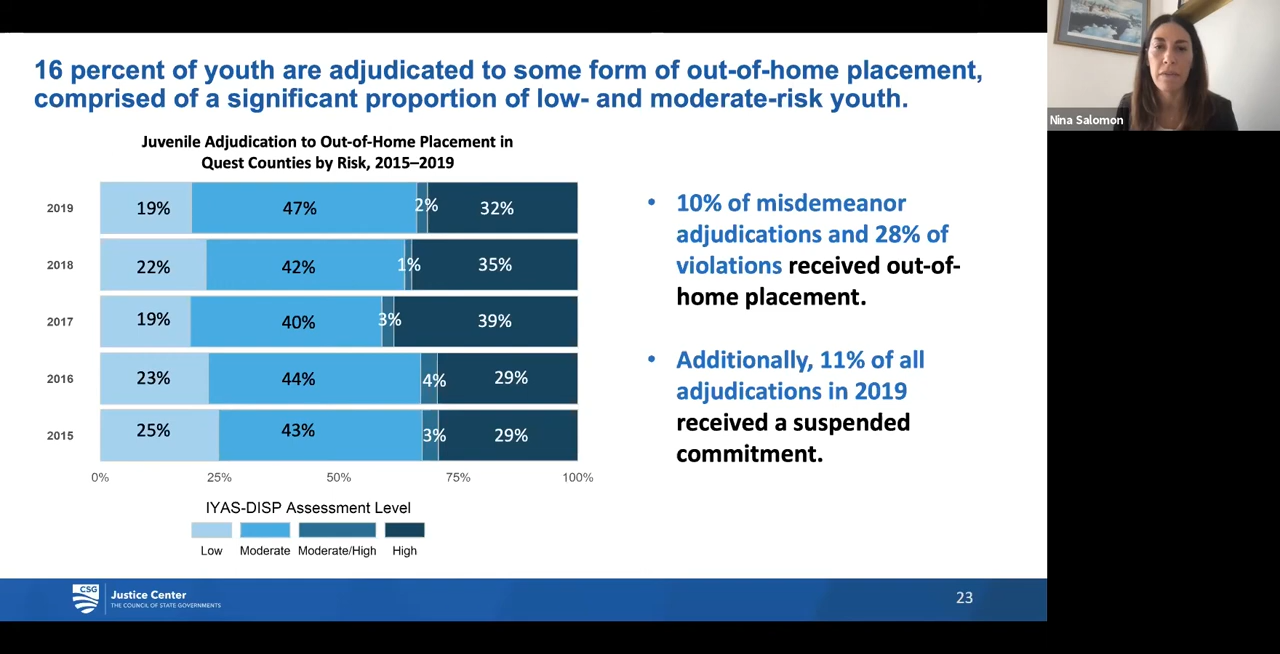 16 percent of youth are adjudicated to some form of out-of-home placement,
comprised of a significant proportion of low- and moderate-risk youth.
Nina Salomon
Juvenile Adjudication to Out-of-Home Placement in
Quest Counties by Risk, 2015–2019
2019 19% 47% 2% 32%
2018 22% 42% 1% 35%
2017 19% 40% 3% 39%
2016 23% 44% 4% 29%
2015 25% 43% 3% 29%
0% 25% 50% 75% 100%
IYAS-DISP Assessment Level
Low Moderate Moderate/High High
• 10% of misdemeanor
adjudications and 28% of
violations received out-of-
home placement.
• Additionally, 11% of all
adjudications in 2019
received a suspended
commitment.
CSG Justice Center
THE COUNCIL OF STATE GOVERNMENTS
23